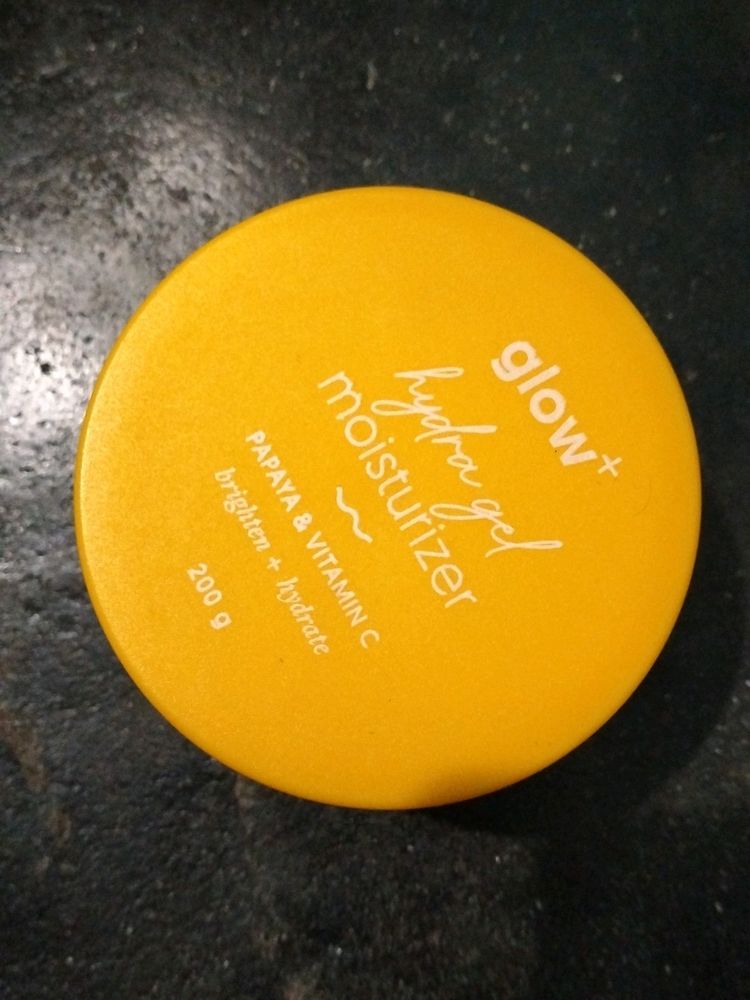 glow+
hydra gel
moisturizer
PAPAYA & VITAMIN C
brighten + hydrate
200 g